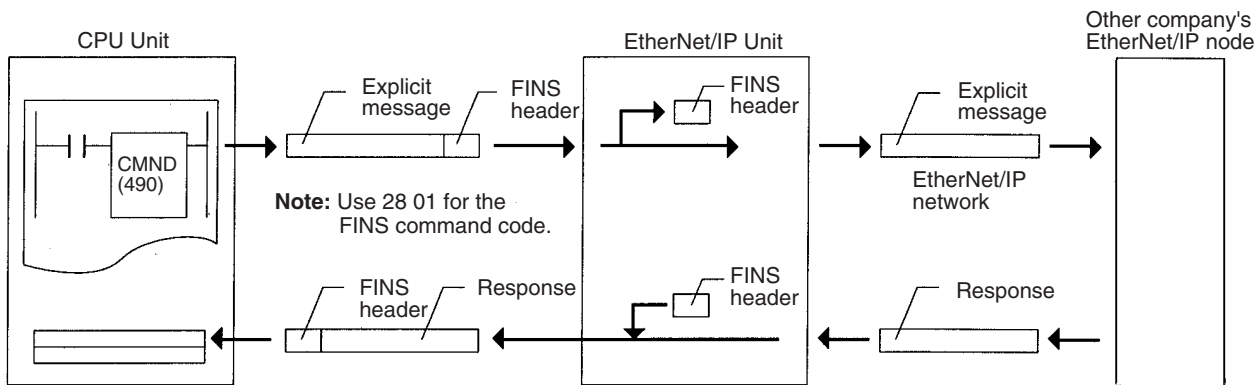 CPU Unit
EtherNet/IP Unit
Other company's
EtherNet/IP node
Explicit
message
FINS
header
FINS
header
Explicit
message
CMND
(490)
EtherNet/IP
network
Note: Use 28 01 for the
FINS command code.
FINS
header
Response
FINS
header
Response